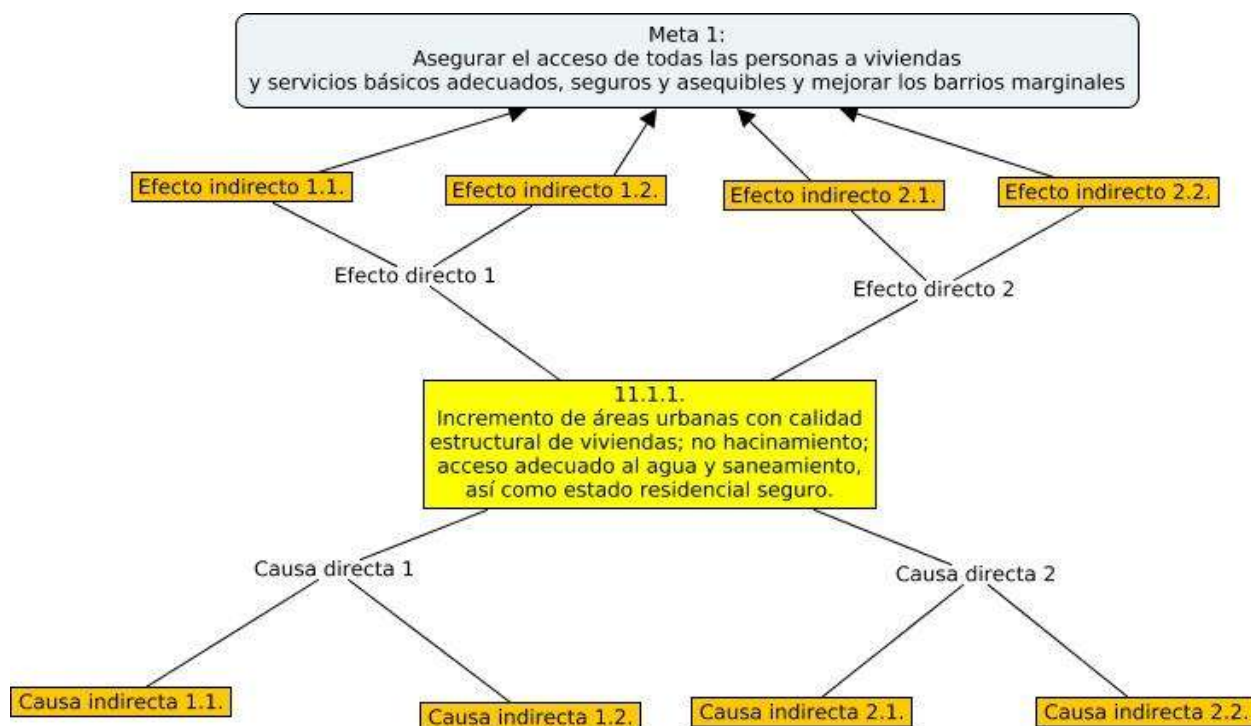 Meta 1:
Asegurar el acceso de todas las personas a viviendas
y servicios básicos adecuados, seguros y asequibles y mejorar los barrios marginales
Efecto indirecto 1.1.
Efecto indirecto 1.2.
Efecto indirecto 2.1.
Efecto indirecto 2.2.
Efecto directo 1
Efecto directo 2
11.1.1.
Incremento de áreas urbanas con calidad
estructural de viviendas; no hacinamiento;
acceso adecuado al agua y saneamiento,
así como estado residencial seguro.
Causa directa 1
Causa directa 2
Causa indirecta 1.1.
Causa indirecta 1.2.
Causa indirecta 2.1.
Causa indirecta 2.2.